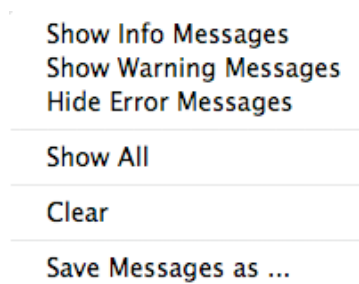 Show Info Messages
Show Warning Messages
Hide Error Messages
Show All
Clear
Save Messages as ...